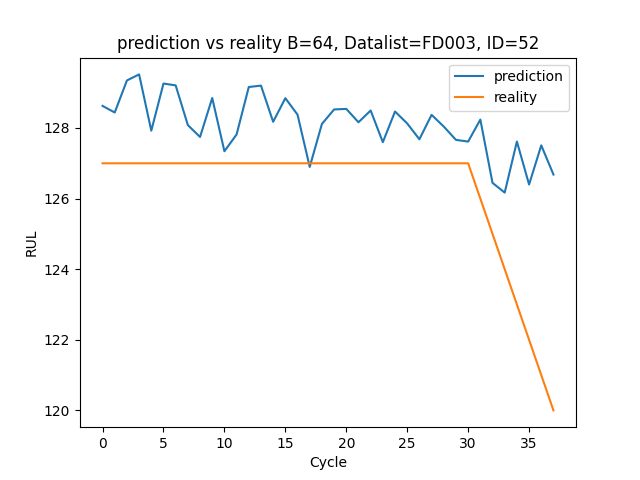 prediction vs reality B=64, Datalist=FD003, ID=52
prediction
reality
RUL
128
126
124
122
120
0 5 10 15 20 25 30 35
Cycle